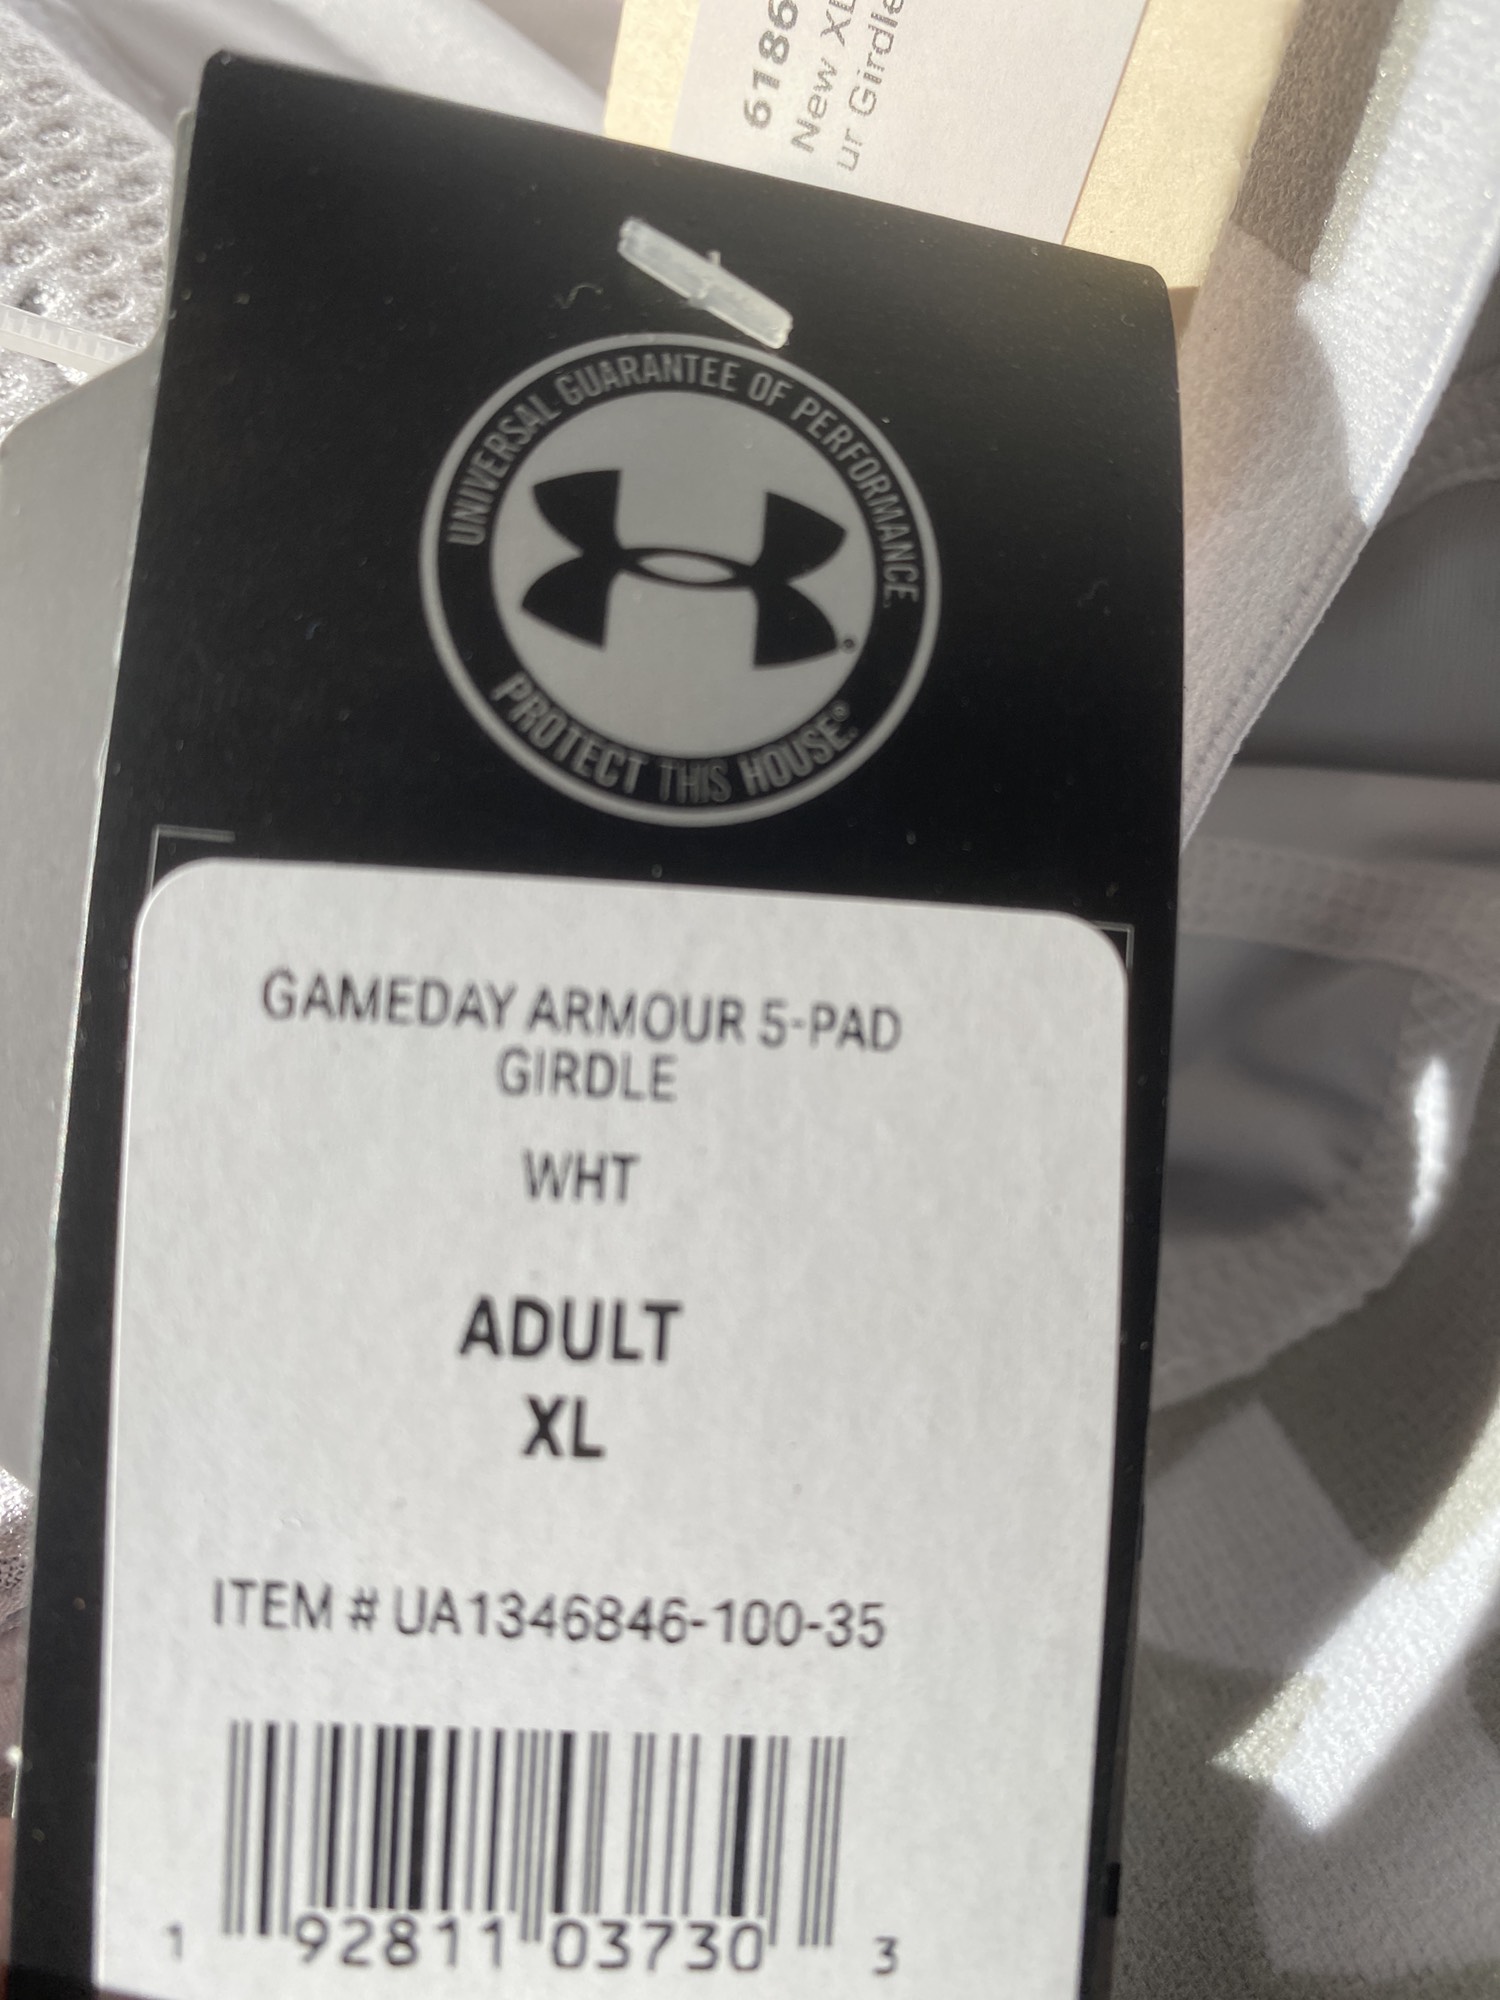 6186
New XL
ur Girdle
UNIVERSAL GUARANTEE OF PERFORMANCE
PROTECT THIS HOUSE.®
GAMEDAY ARMOUR 5-PAD
GIRDLE
WHT
ADULT
XL
ITEM # UA1346846-100-35
1 92811 03730 3